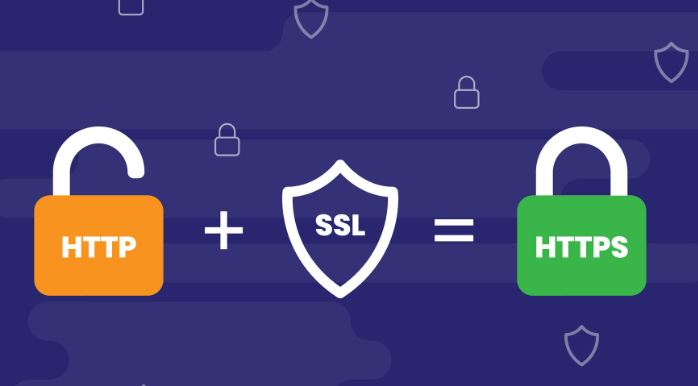 HTTP + SSL = HTTPS